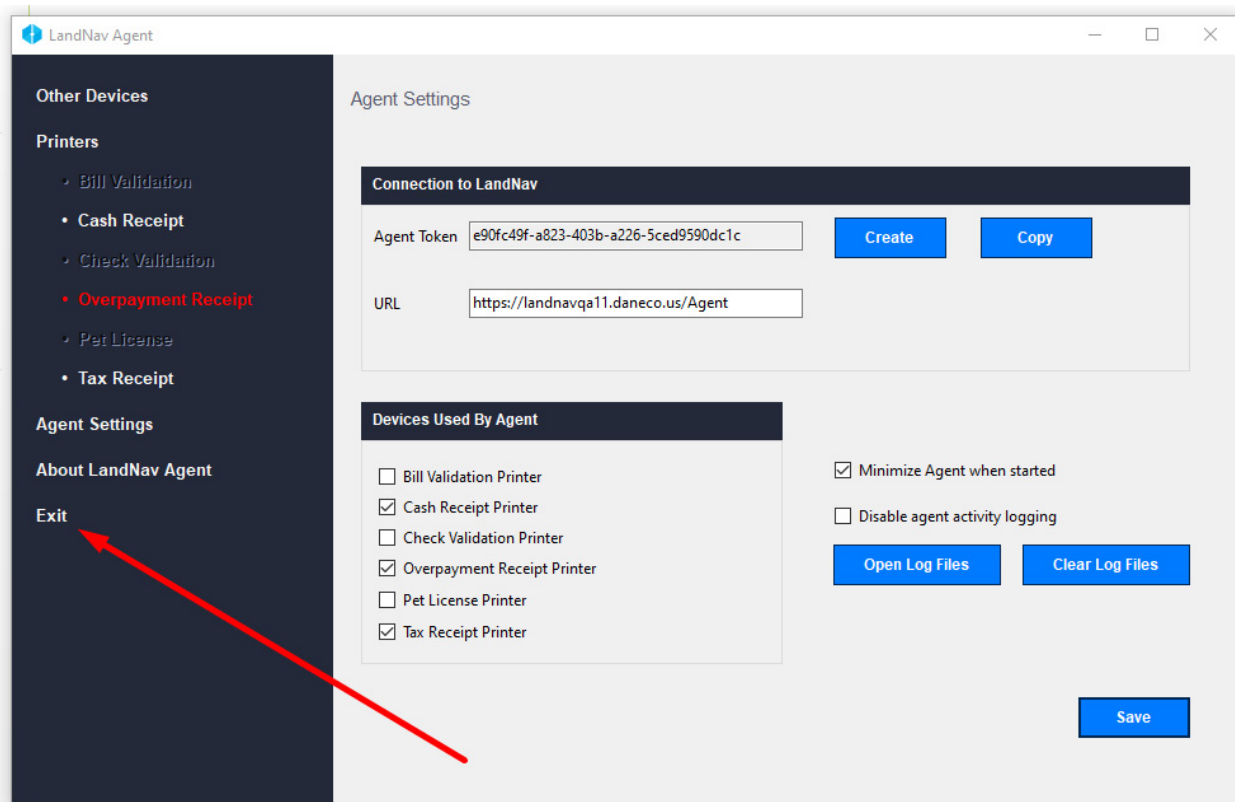 LandNav Agent
Other Devices
Printers
• Bill Validation
• Cash Receipt
• Check Validation
• Overpayment Receipt
• Pet License
• Tax Receipt
Agent Settings
About LandNav Agent
Exit
Agent Settings
Connection to LandNav
Agent Token e90fc49f-a823-403b-a226-5ced9590dc1c Create Copy
URL https://landnavqa11.daneco.us/Agent
Devices Used By Agent
Bill Validation Printer
Cash Receipt Printer
Check Validation Printer
Overpayment Receipt Printer
Pet License Printer
Tax Receipt Printer
Minimize Agent when started
Disable agent activity logging
Open Log Files Clear Log Files
Save